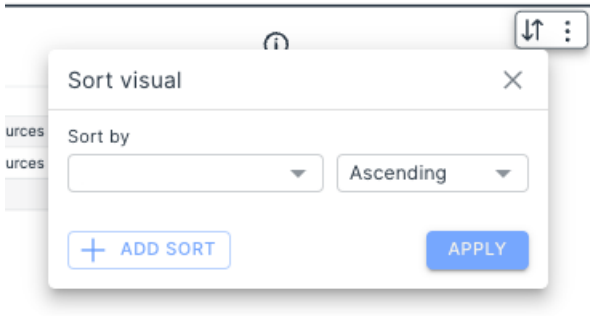 Sort visual
urces
Sort by
urces
Ascending
ADD SORT
APPLY